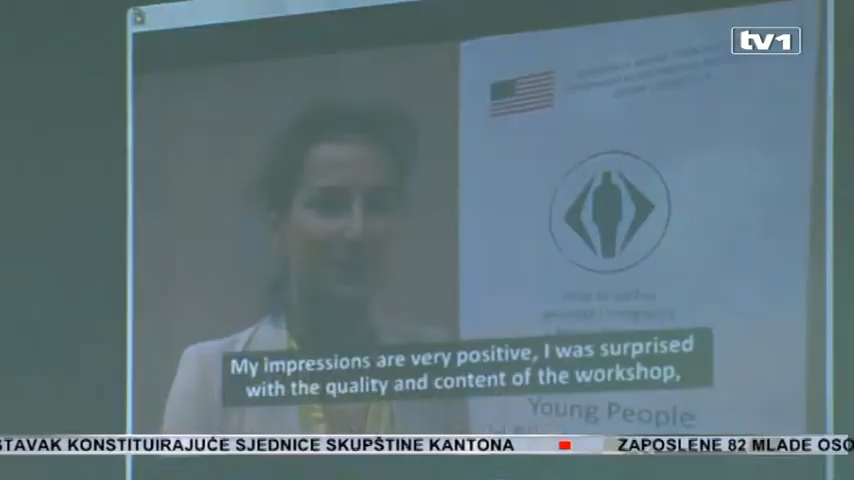 tv1
My impressions are very positive, I was surprised
with the quality and content of the workshop,
Young People
STAVAK KONSTITUIRAJUĆE SJEDNICE SKUPŠTINE KANTONA
ZAPOSLENE 82 MLADE OSO